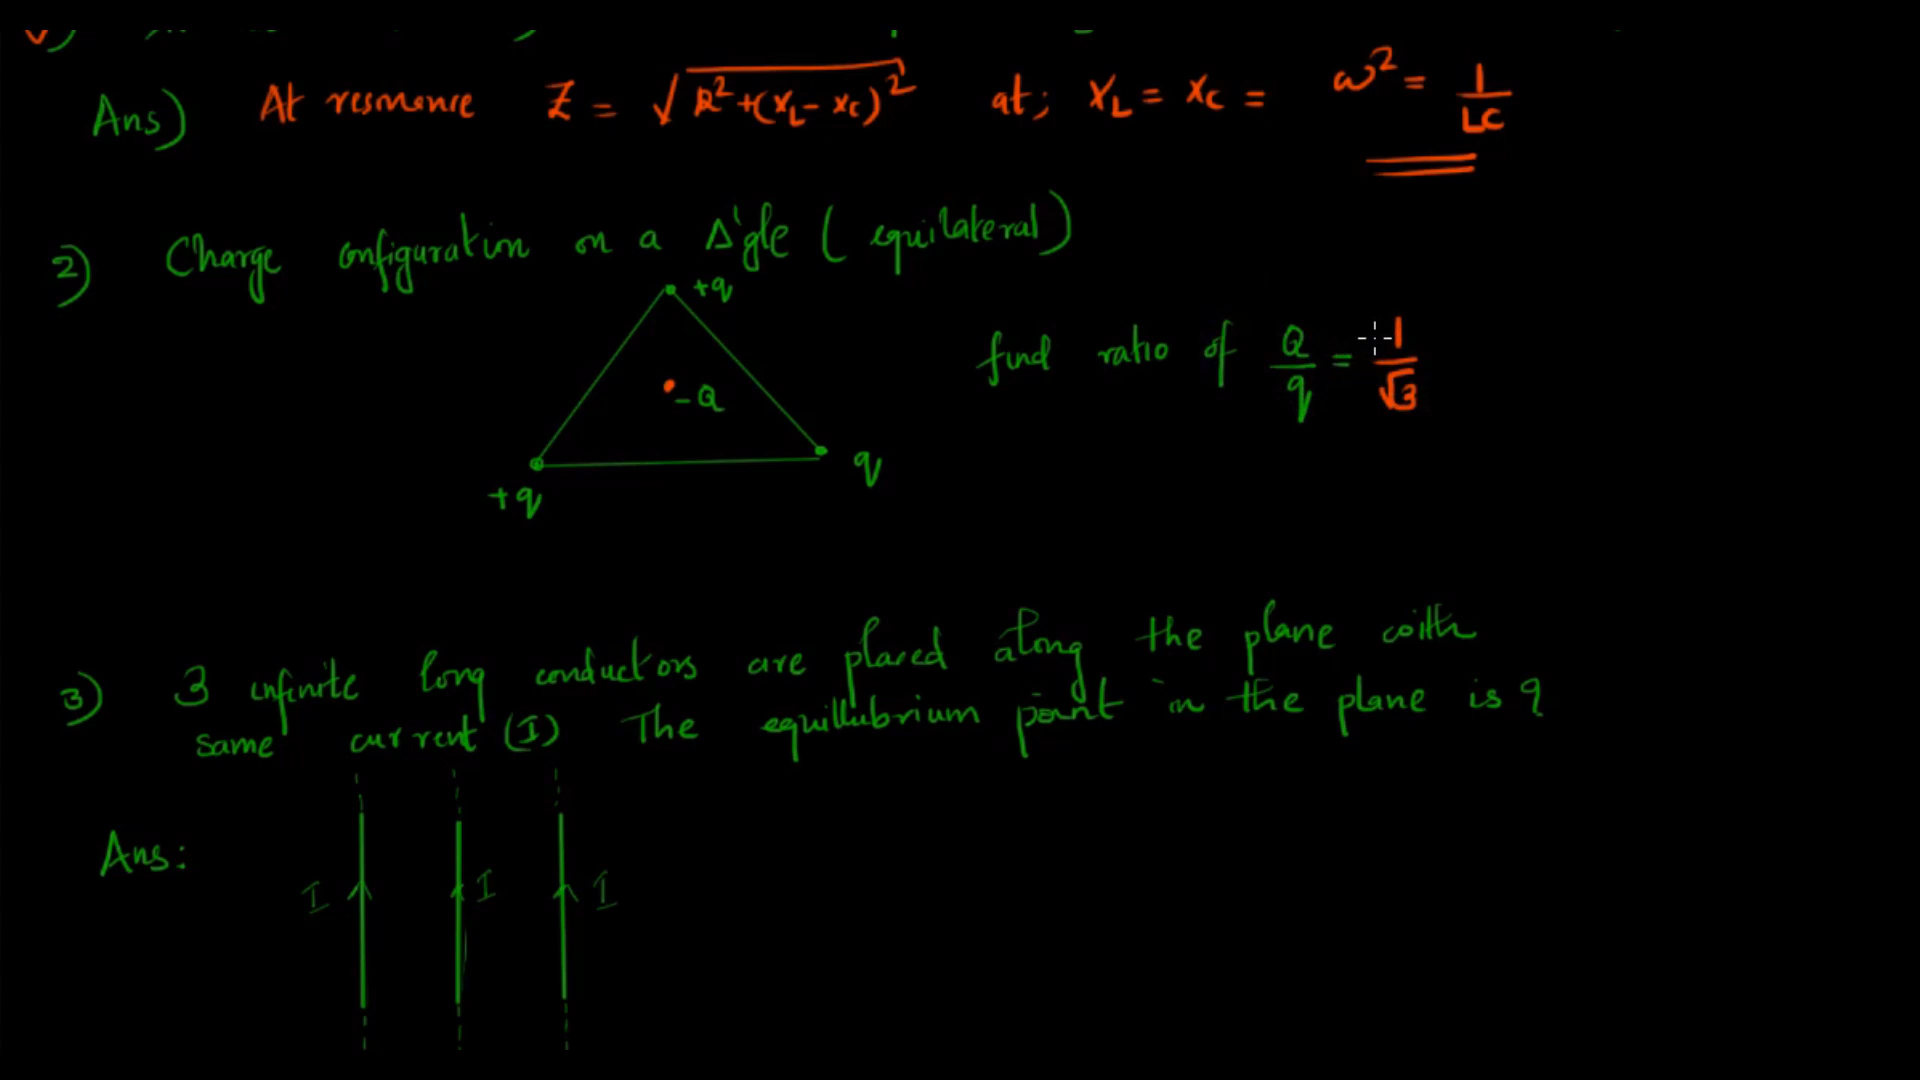 Ans) At resonence Z = √R²+(XL-XC)² at; XL = XC = ω² = 1/LC
2) Charge configuration on a Δ'gle (equilateral)
+q
find ratio of Q/q = 1/√3
-Q
q
+q
3) 3 infinite long conductors are placed along the plane with
same current (I) The equillubrium point in the plane is ?
Ans:
I I I